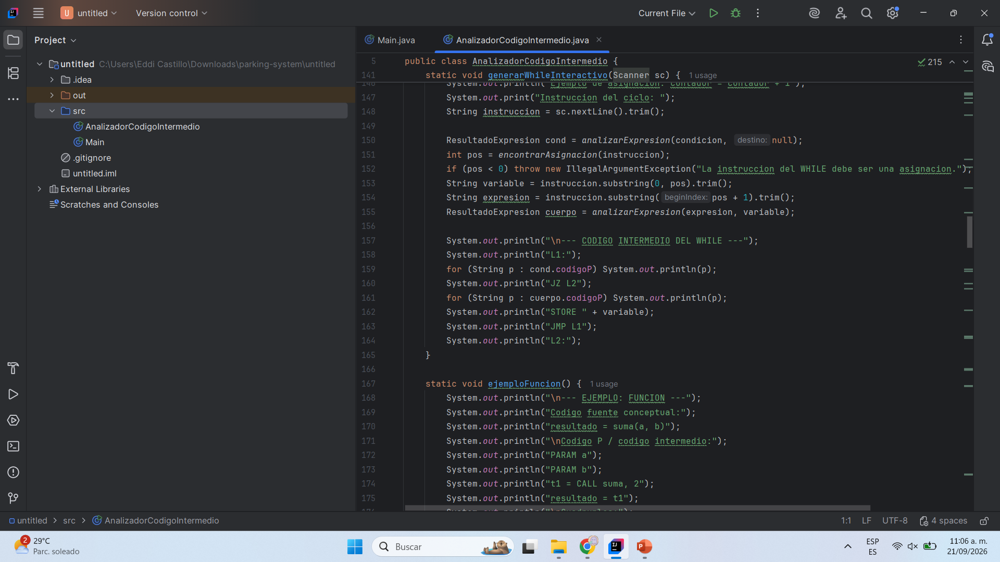 U untitled Version control Current File
Project
Main.java AnalizadorCodigoIntermedio.java
untitled C:\Users\Eddi Castillo\Downloads\parking-system\untitled
.idea
out
src
AnalizadorCodigoIntermedio
Main
.gitignore
untitled.iml
External Libraries
Scratches and Consoles
215
5 public class AnalizadorCodigoIntermedio {
141 static void generarWhileInteractivo(Scanner sc) { 1 usage
146 System.out.println("Ejemplo de asignacion: contador = contador + 1");
147 System.out.print("Instruccion del ciclo: ");
148 String instruccion = sc.nextLine().trim();
149
150 ResultadoExpresion cond = analizarExpresion(condicion, destino: null);
151 int pos = encontrarAsignacion(instruccion);
152 if (pos < 0) throw new IllegalArgumentException("La instruccion del WHILE debe ser una asignacion.");
153 String variable = instruccion.substring(0, pos).trim();
154 String expresion = instruccion.substring( beginIndex: pos + 1).trim();
155 ResultadoExpresion cuerpo = analizarExpresion(expresion, variable);
156
157 System.out.println("\n--- CODIGO INTERMEDIO DEL WHILE ---");
158 System.out.println("L1:");
159 for (String p : cond.codigoP) System.out.println(p);
160 System.out.println("JZ L2");
161 for (String p : cuerpo.codigoP) System.out.println(p);
162 System.out.println("STORE " + variable);
163 System.out.println("JMP L1");
164 System.out.println("L2:");
165 }
166
167 static void ejemploFuncion() { 1 usage
168 System.out.println("\n--- EJEMPLO: FUNCION ---");
169 System.out.println("Codigo fuente conceptual:");
170 System.out.println("resultado = suma(a, b)");
171 System.out.println("\nCodigo P / codigo intermedio:");
172 System.out.println("PARAM a");
173 System.out.println("PARAM b");
174 System.out.println("t1 = CALL suma, 2");
175 System.out.println("resultado = t1");
untitled > src > AnalizadorCodigoIntermedio
1:1 LF UTF-8 4 spaces
2 29°C
Parc. soleado
Buscar
ESP
ES
11:06 a. m.
21/09/2026